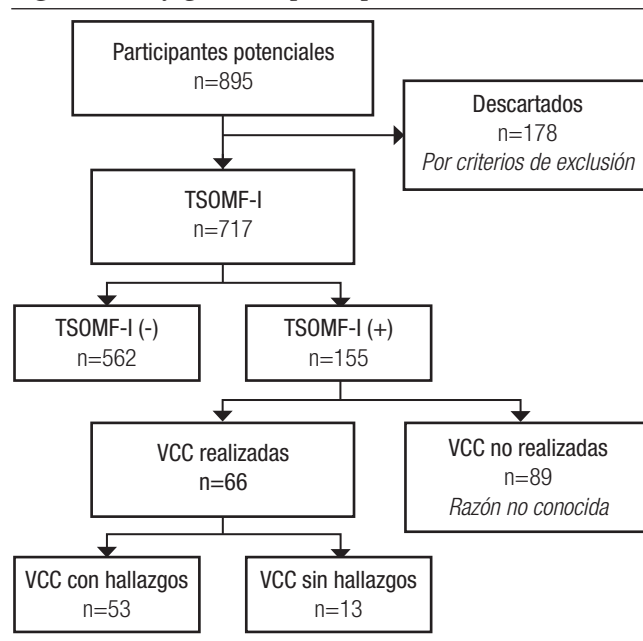 Participantes potenciales
n=895
Descartados
n=178
Por criterios de exclusión
TSOMF-I
n=717
TSOMF-I (-)
n=562
TSOMF-I (+)
n=155
VCC realizadas
n=66
VCC no realizadas
n=89
Razón no conocida
VCC con hallazgos
n=53
VCC sin hallazgos
n=13